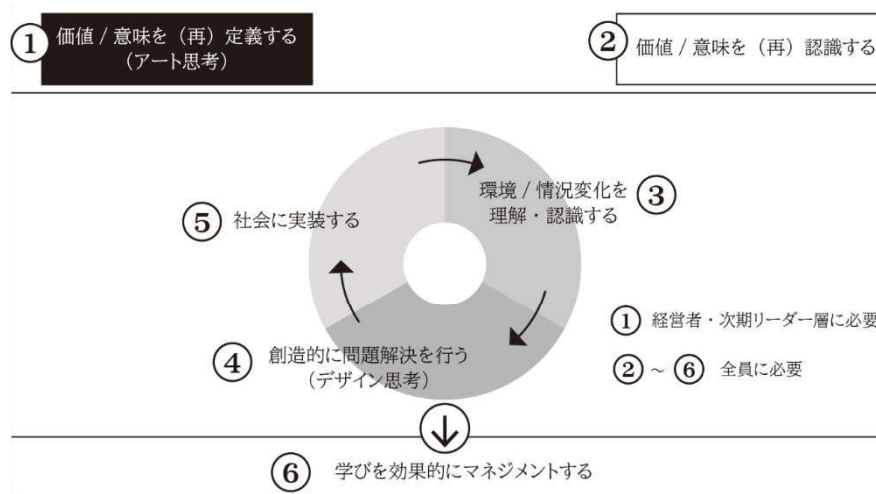 ① 価値 / 意味を（再）定義する
（アート思考）
② 価値 / 意味を（再）認識する
環境 / 情況変化を
理解・認識する ③
⑤ 社会に実装する
① 経営者・次期リーダー層に必要
④ 創造的に問題解決を行う
（デザイン思考）
② ～ ⑥ 全員に必要
⑥ 学びを効果的にマネジメントする